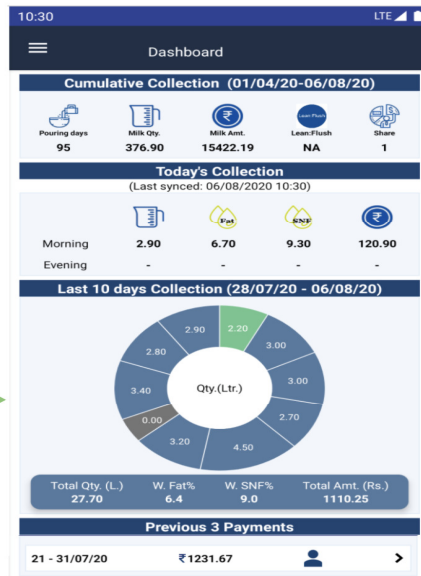 10:30 LTE
Dashboard
Cumulative Collection (01/04/20-06/08/20)
Pouring days Milk Qty. Milk Amt. Lean:Flush Share
95 376.90 15422.19 NA 1
Today's Collection
(Last synced: 06/08/2020 10:30)
Fat SNF ₹
Morning 2.90 6.70 9.30 120.90
Evening - - - -
Last 10 days Collection (28/07/20 - 06/08/20)
2.20
3.00
3.00
2.70
4.50
3.20
0.00
3.40
2.80
2.90
Qty.(Ltr.)
Total Qty. (L.) W. Fat% W. SNF% Total Amt. (Rs.)
27.70 6.4 9.0 1110.25
Previous 3 Payments
21 - 31/07/20 ₹1231.67 >